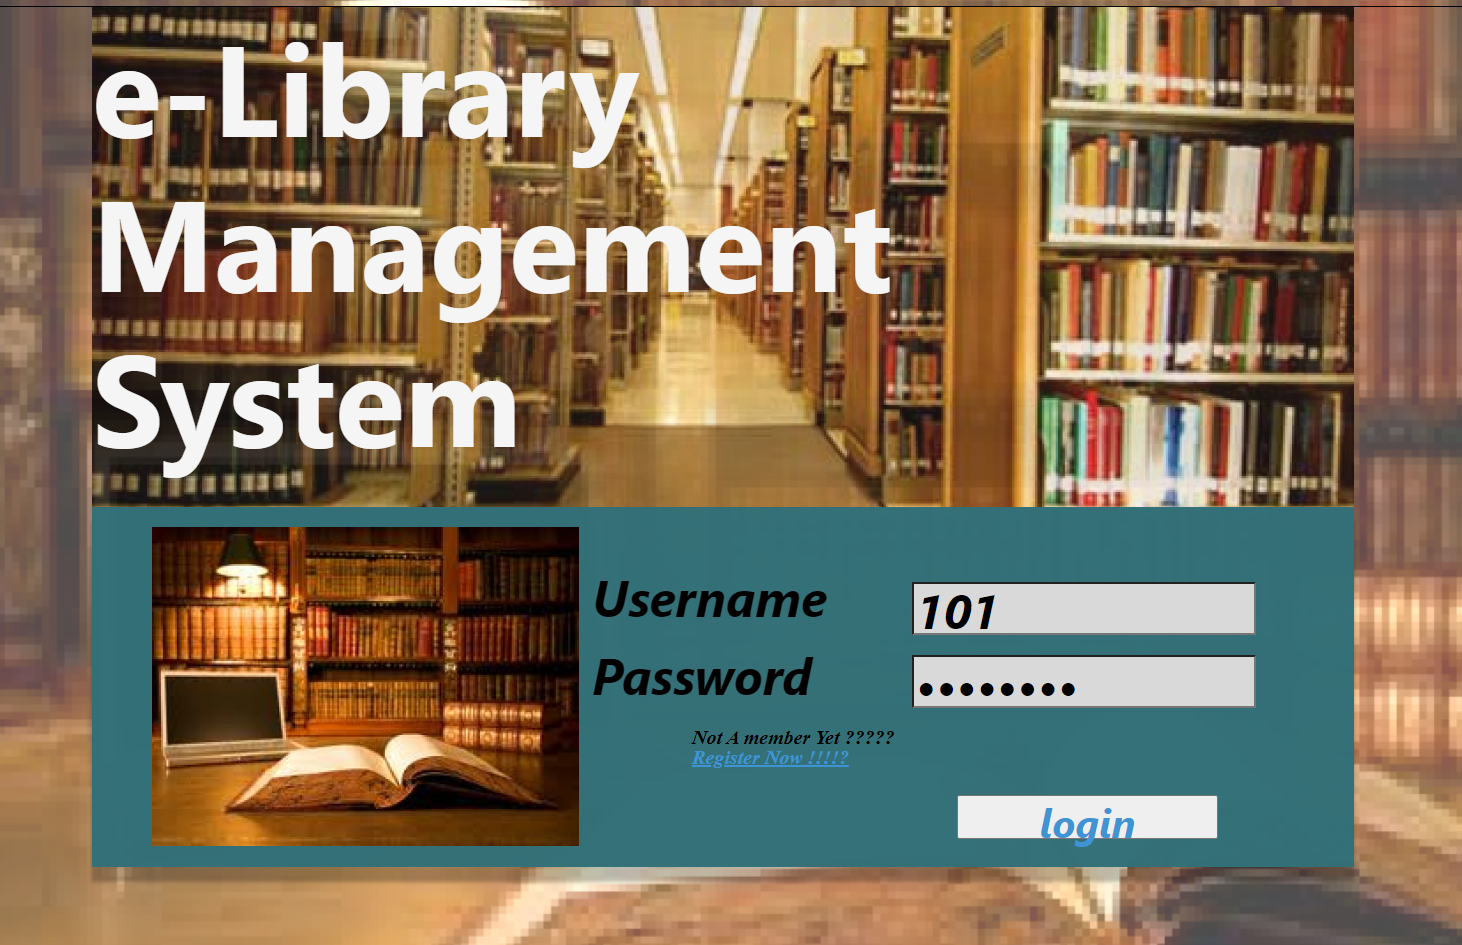 e-Library
Management
System
Username
101
Password
••••••••
Not A member Yet ?????
Register Now !!!!?
login